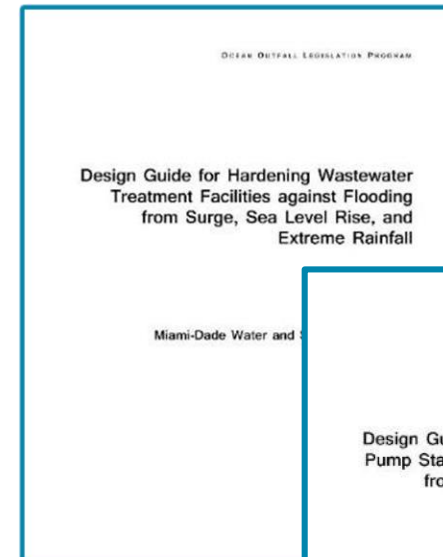 OCEAN OUTFALL LEGISLATION PROGRAM
Design Guide for Hardening Wastewater
Treatment Facilities against Flooding
from Surge, Sea Level Rise, and
Extreme Rainfall
Miami-Dade Water and
Design Gu
Pump Sta
fro